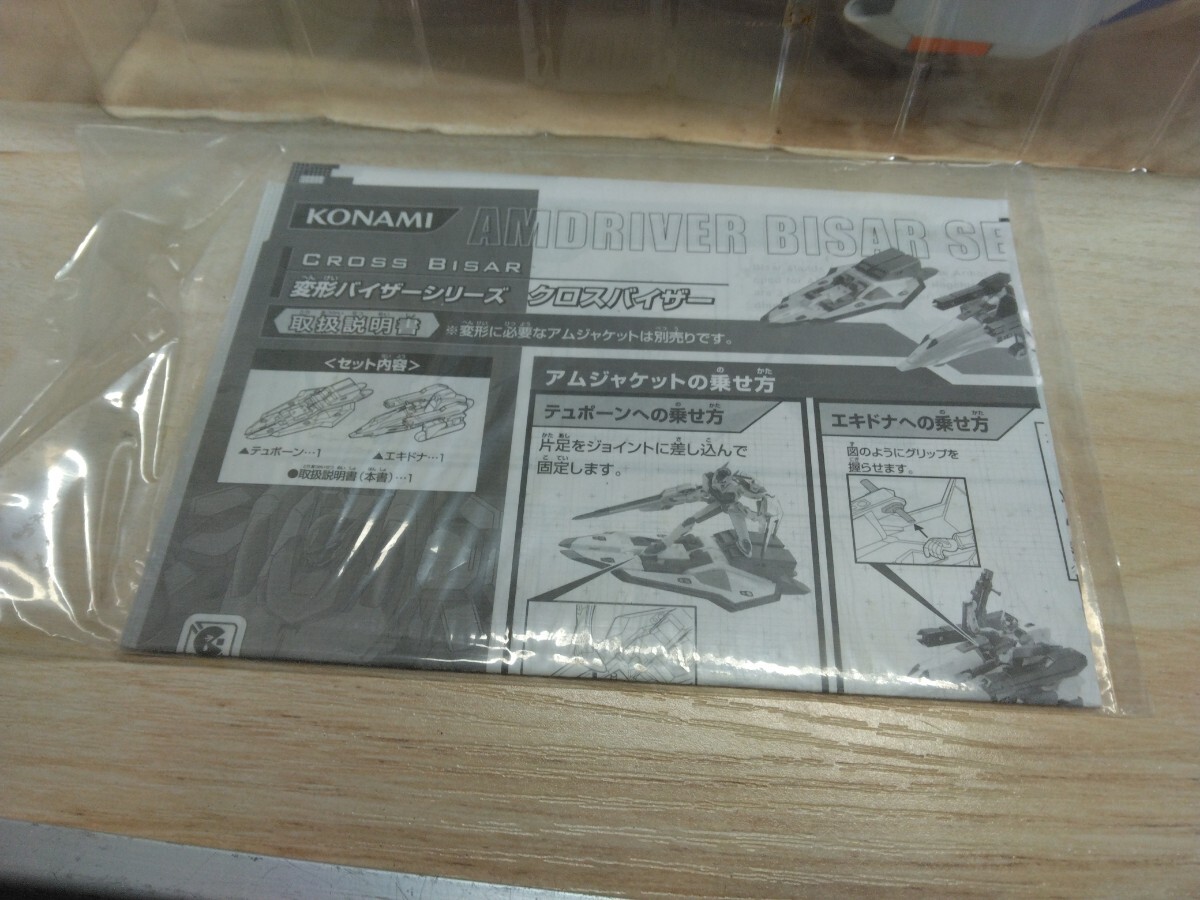 KONAMI
AMDRIVER BISAR SE
CROSS BISAR
変形バイザーシリーズ クロスバイザー
取扱説明書
※変形に必要なアムジャケットは別売りです。
＜セット内容＞
▲テュポーン…1 ▲エキドナ…1
●取扱説明書（本書）…1
アムジャケットの乗せ方
テュポーンへの乗せ方
片足をジョイントに差し込んで
固定します。
エキドナへの乗せ方
図のようにグリップを
握らせます。